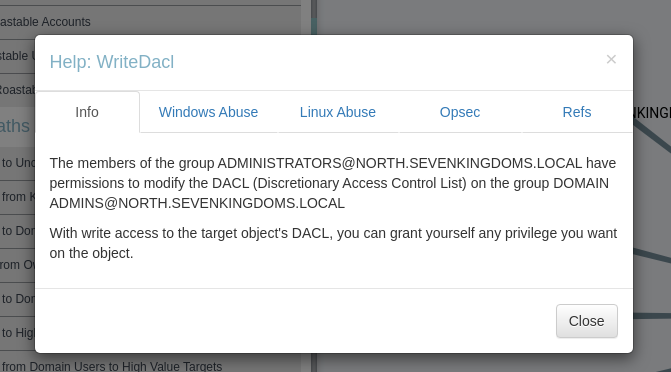 astable Accounts
Help: WriteDacl
×
stable U
Roastab
Info
Windows Abuse
Linux Abuse
Opsec
Refs
NKING
aths
to Unc
The members of the group ADMINISTRATORS@NORTH.SEVENKINGDOMS.LOCAL have
permissions to modify the DACL (Discretionary Access Control List) on the group DOMAIN
from K
ADMINS@NORTH.SEVENKINGDOMS.LOCAL
to Dor
With write access to the target object's DACL, you can grant yourself any privilege you want
on the object.
from Ow
to Dor
to High
Close
from Domain Users to High Value Targets